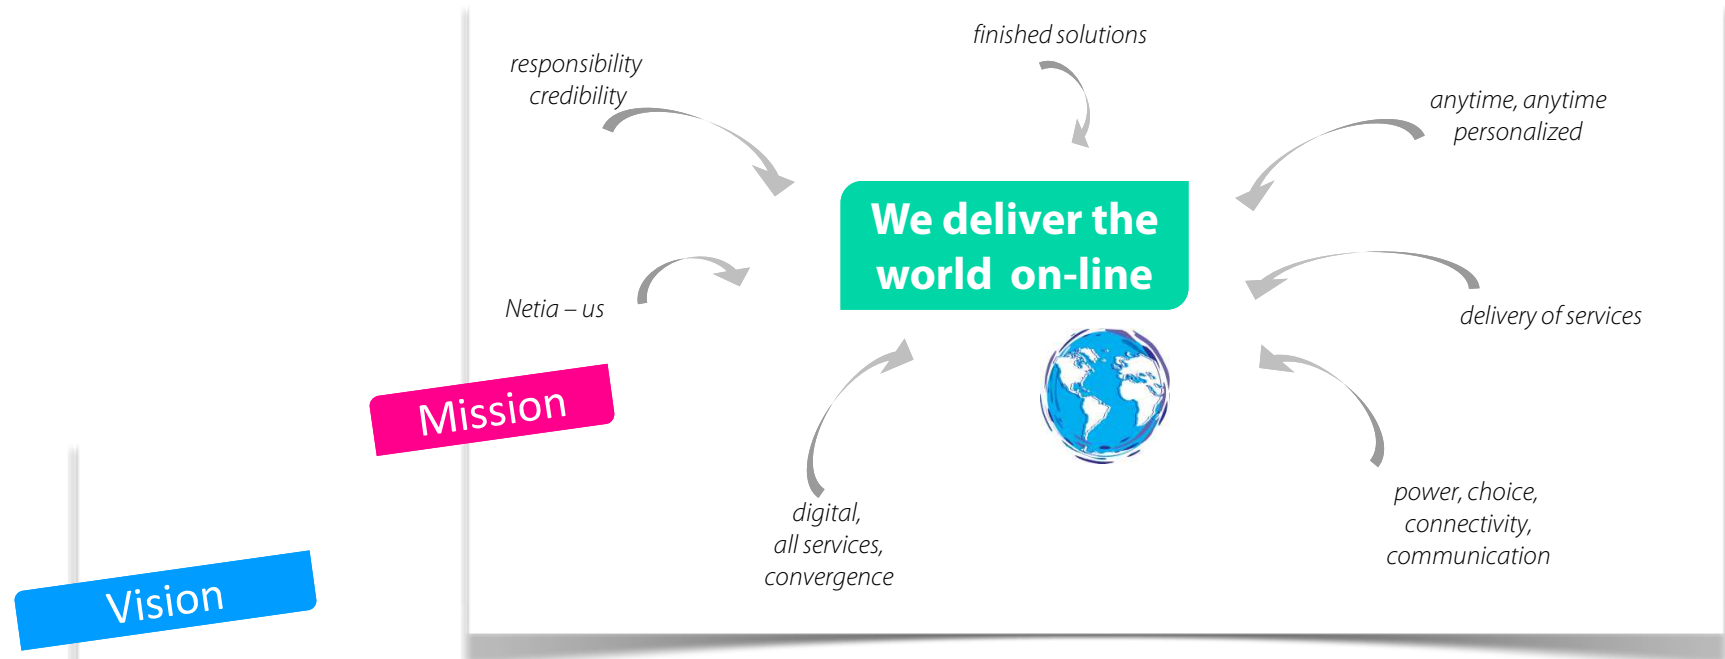 finished solutions
responsibility
credibility
anytime, anytime
personalized
We deliver the
world on-line
Netia – us
delivery of services
Mission
digital,
all services,
convergence
power, choice,
connectivity,
communication
Vision